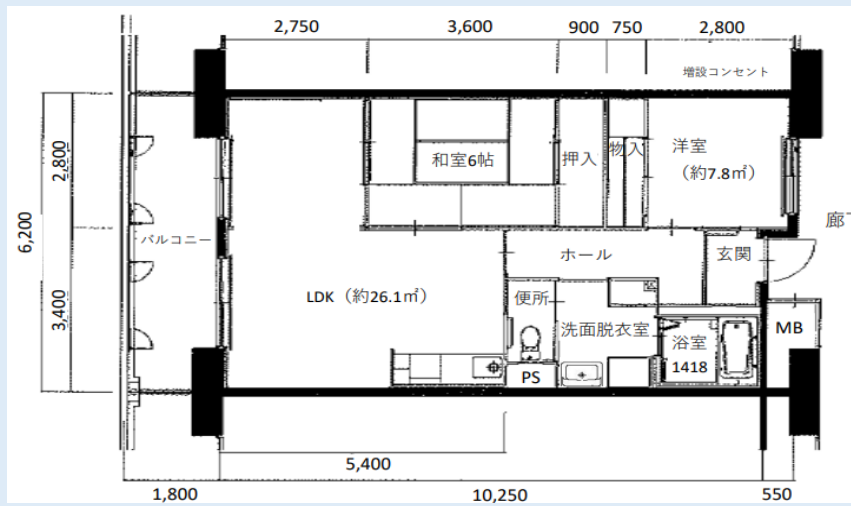 2,750
3,600
900
750
2,800
増設コンセント
和室6帖
押入
物入
洋室
(約7.8㎡)
2,800
6,200
3,400
バルコニー
廊下
ホール
玄関
LDK(約26.1㎡)
便所
洗面脱衣室
浴室
1418
MB
PS
5,400
1,800
10,250
550